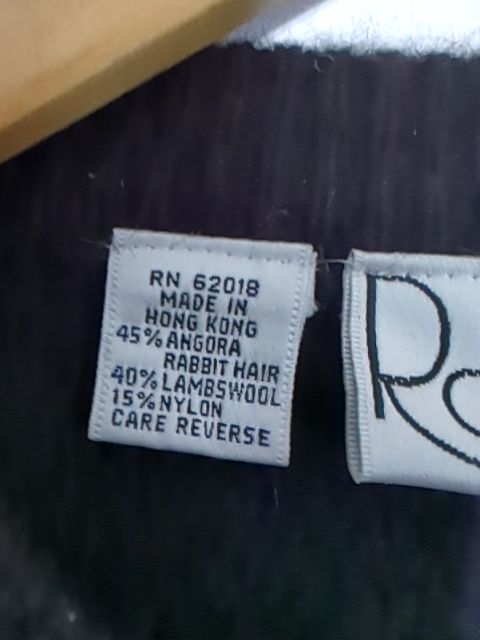 RN 62018
MADE IN
HONG KONG
45% ANGORA
RABBIT HAIR
40% LAMBSWOOL
15% NYLON
CARE REVERSE